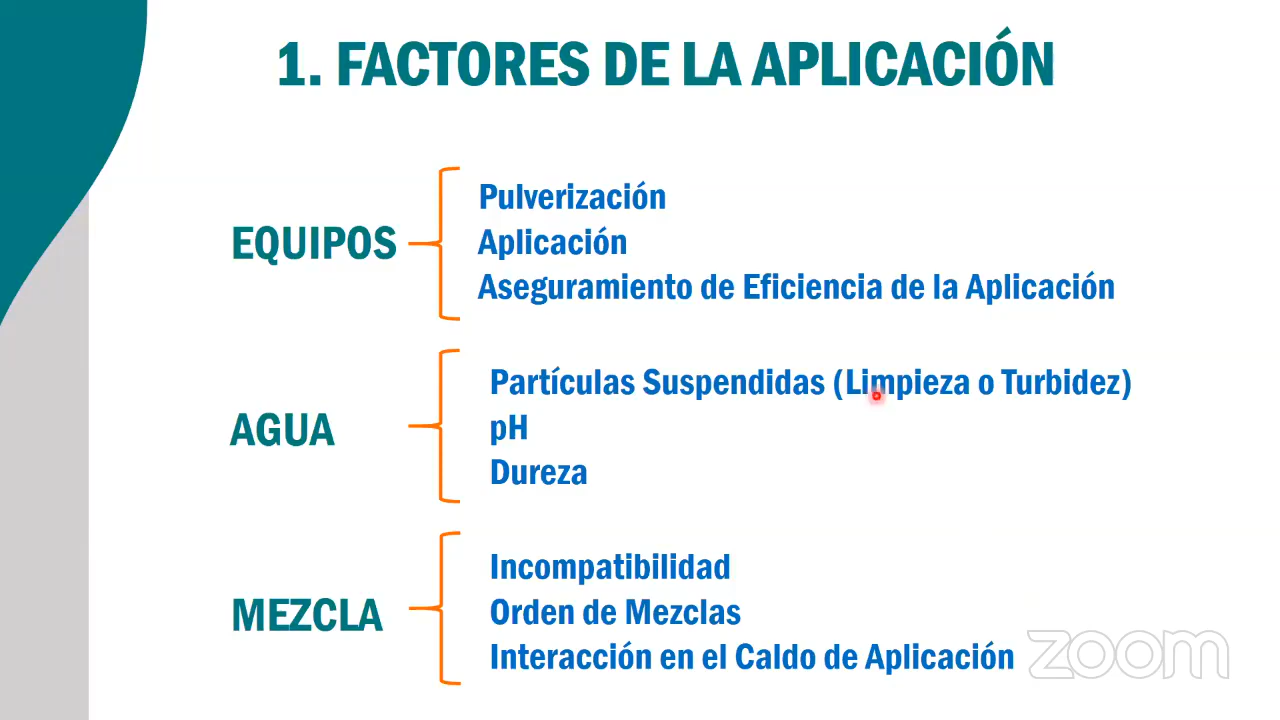 1. FACTORES DE LA APLICACIÓN
EQUIPOS
Pulverización
Aplicación
Aseguramiento de Eficiencia de la Aplicación
AGUA
Partículas Suspendidas (Limpieza o Turbidez)
pH
Dureza
MEZCLA
Incompatibilidad
Orden de Mezclas
Interacción en el Caldo de Aplicación
zoom